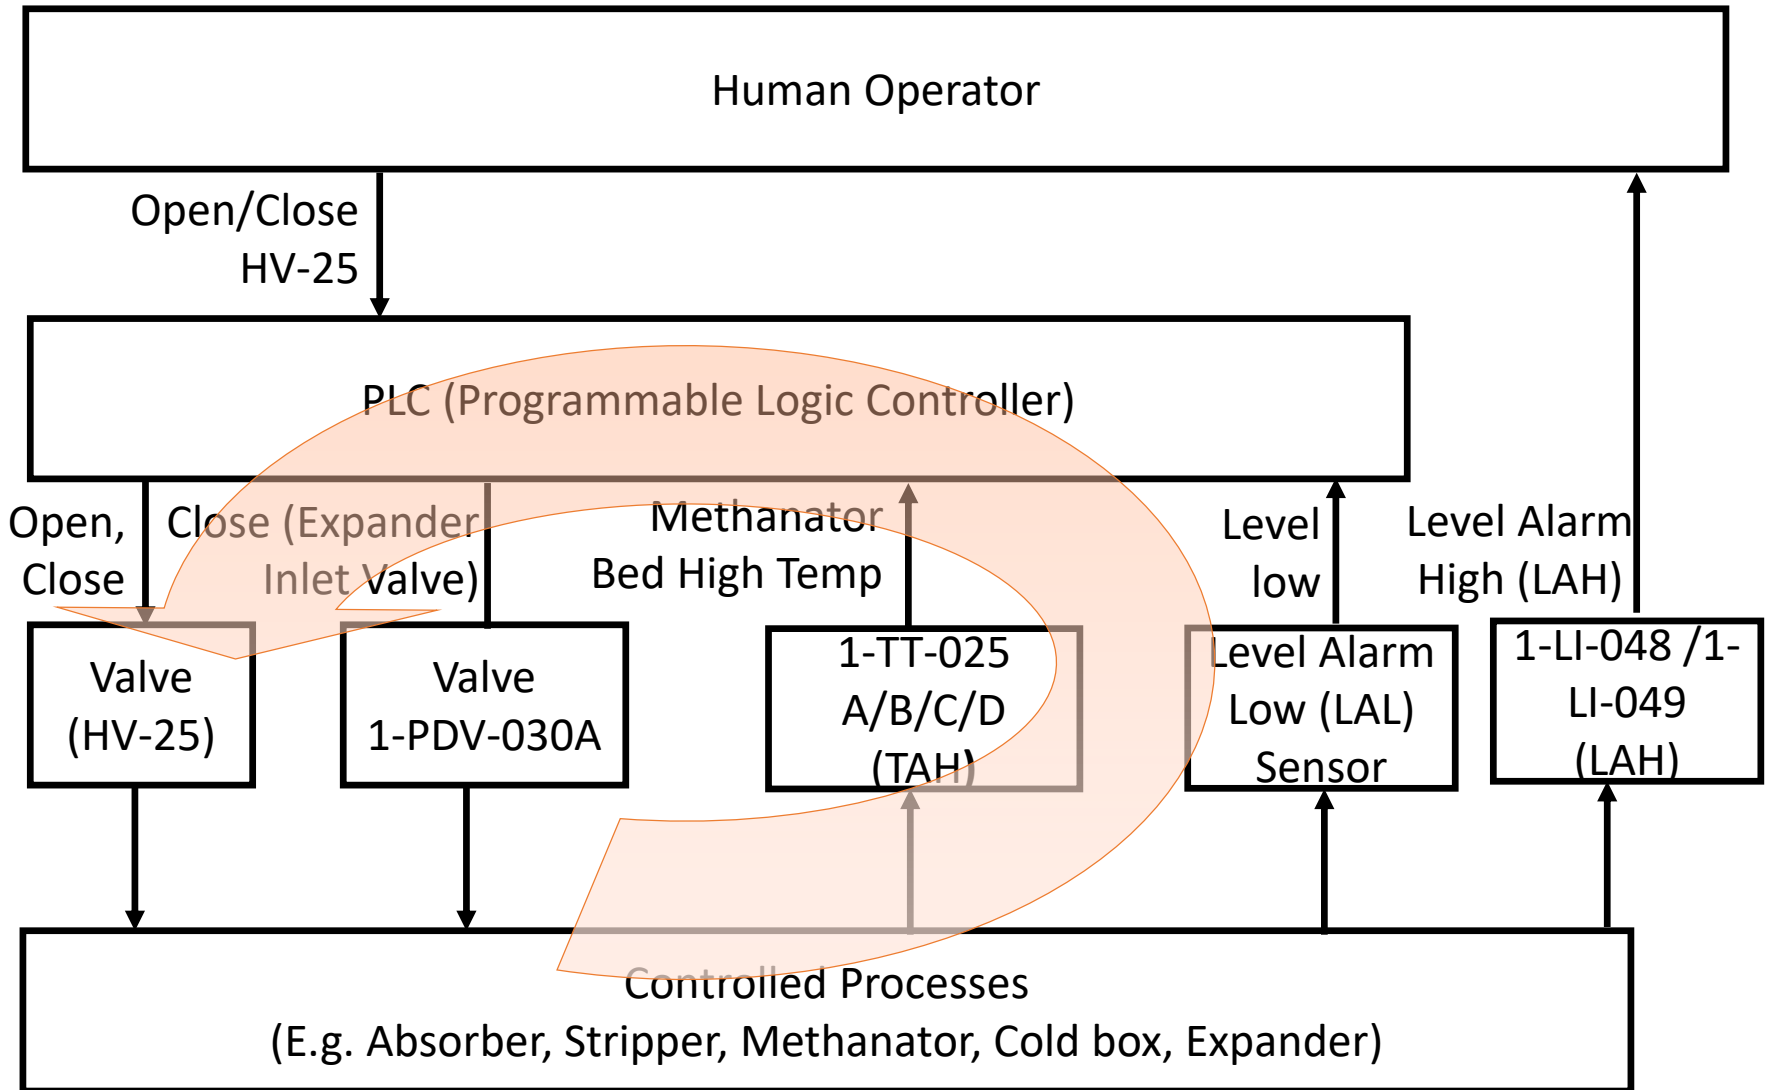 Human Operator
Open/Close
HV-25
PLC (Programmable Logic Controller)
Open,
Close
Close (Expander
Inlet Valve)
Methanator
Bed High Temp
Level
low
Level Alarm
High (LAH)
Valve
(HV-25)
Valve
1-PDV-030A
1-TT-025
A/B/C/D
(TAH)
Level Alarm
Low (LAL)
Sensor
1-LI-048 /1-
LI-049
(LAH)
Controlled Processes
(E.g. Absorber, Stripper, Methanator, Cold box, Expander)